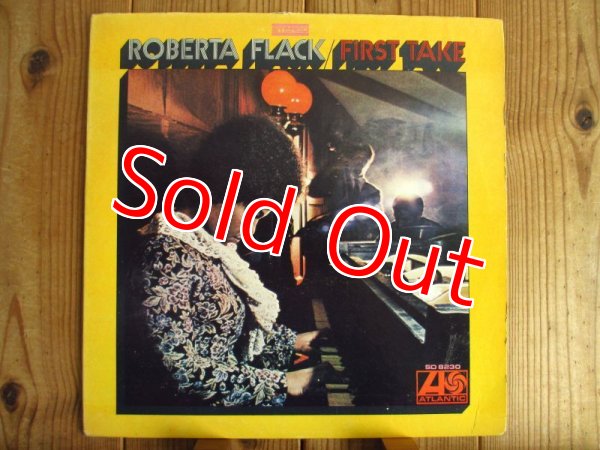 ROBERTA FLACK/FIRST TAKE
Sold Out
SD 8230
ATLANTIC